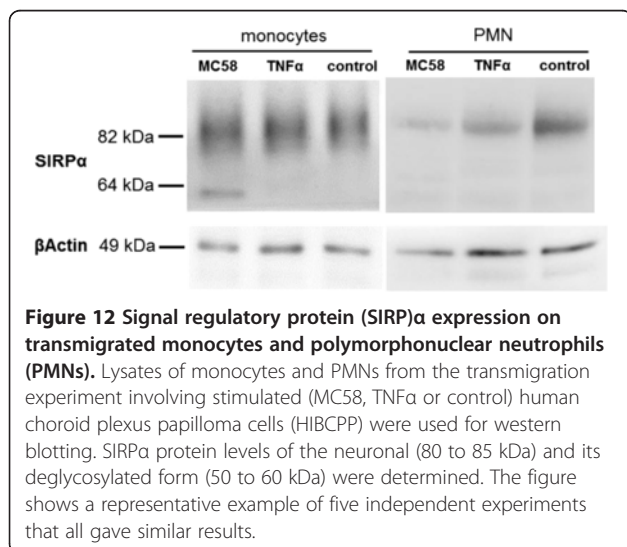 monocytes PMN
MC58 TNFα control MC58 TNFα control
82 kDa
SIRPα
64 kDa
βActin 49 kDa
Figure 12 Signal regulatory protein (SIRP)α expression on
transmigrated monocytes and polymorphonuclear neutrophils
(PMNs). Lysates of monocytes and PMNs from the transmigration
experiment involving stimulated (MC58, TNFα or control) human
choroid plexus papilloma cells (HIBCPP) were used for western
blotting. SIRPα protein levels of the neuronal (80 to 85 kDa) and its
deglycosylated form (50 to 60 kDa) were determined. The figure
shows a representative example of five independent experiments
that all gave similar results.